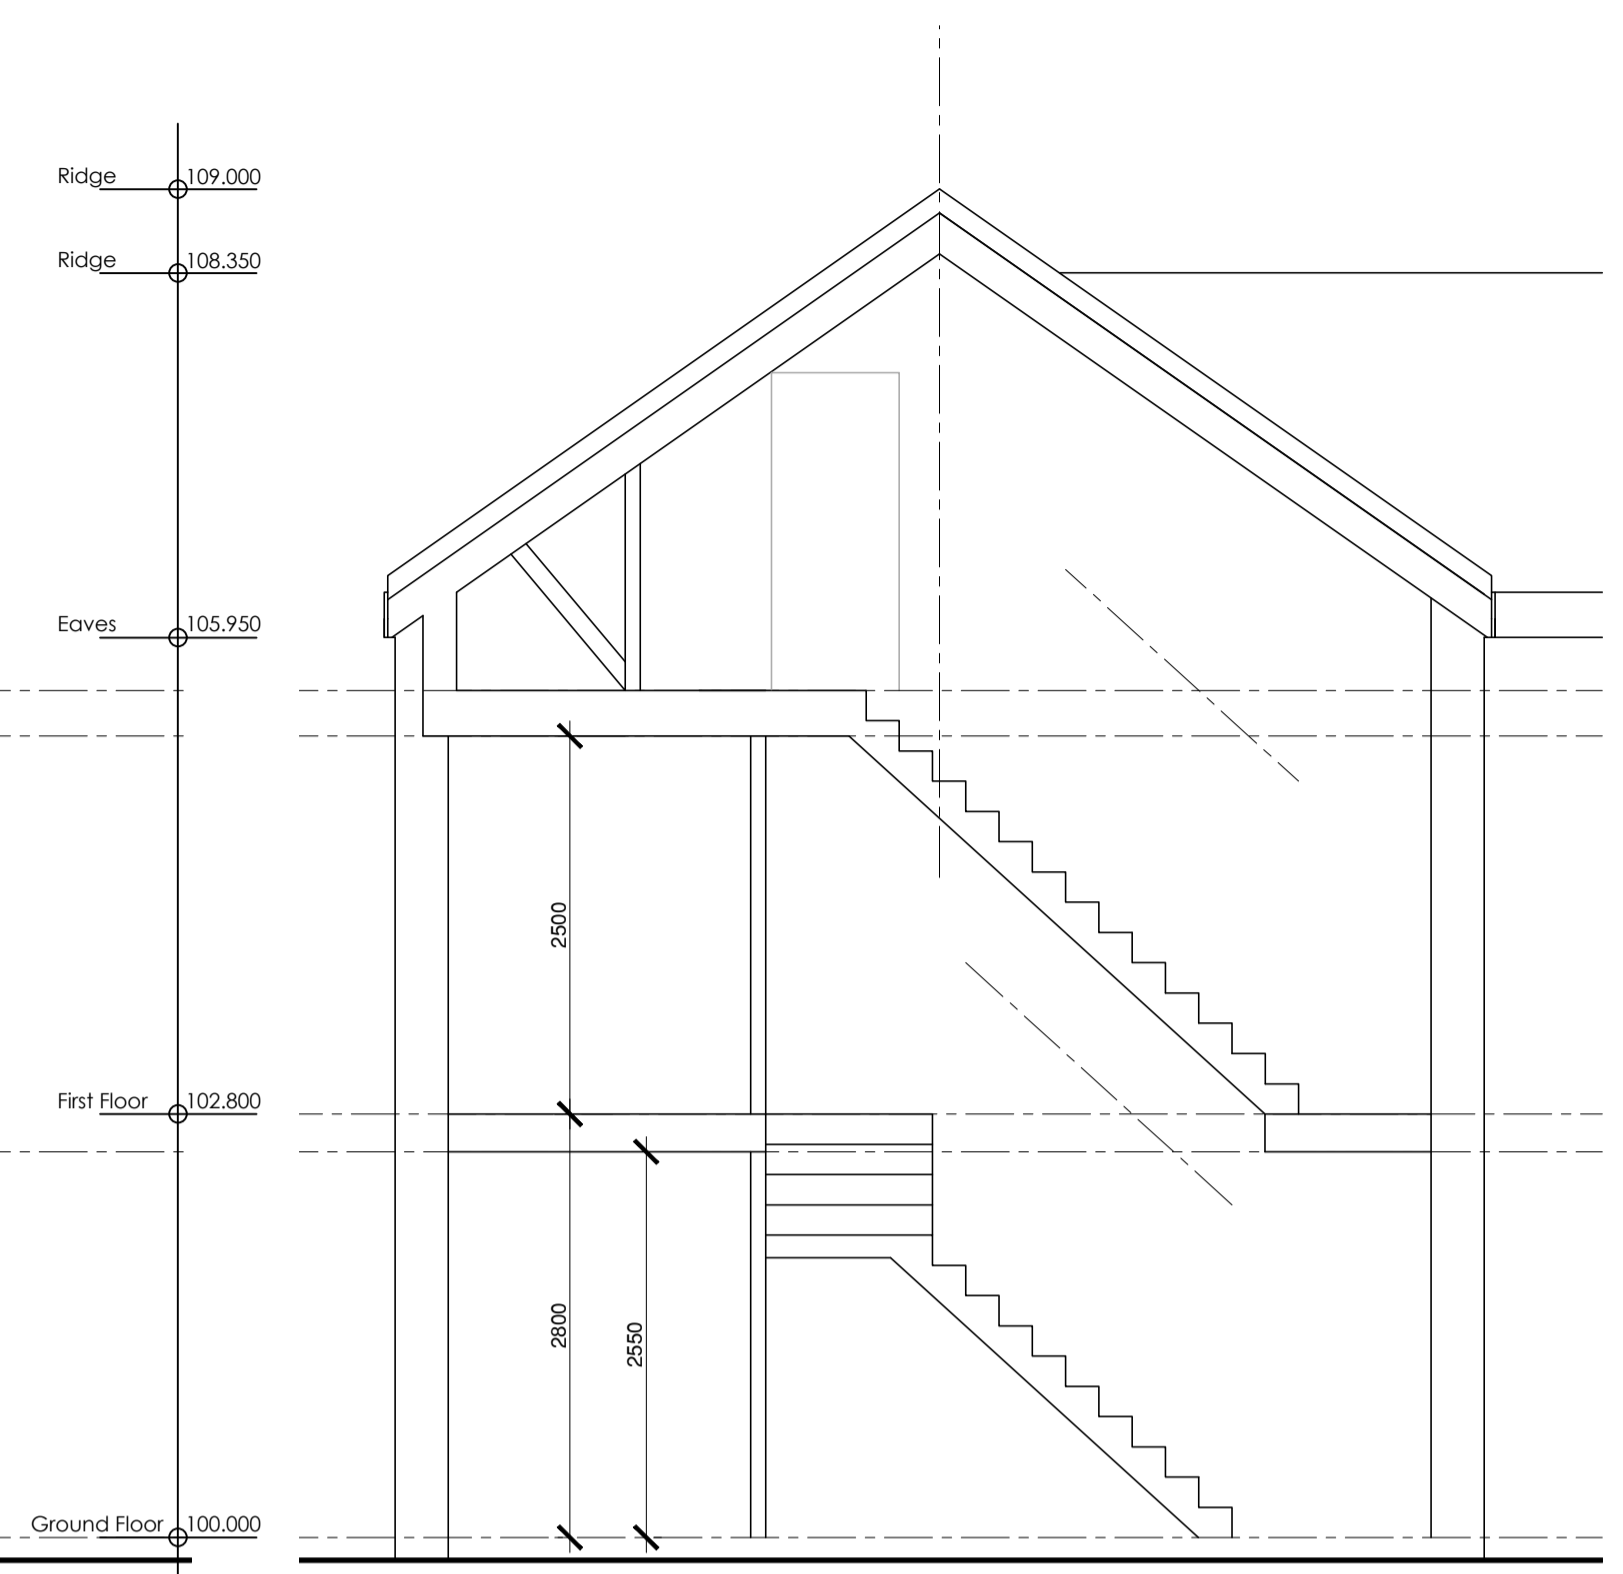 Ridge 109.000
Ridge 108.350
Eaves 105.950
2500
First Floor 102.800
2800
2550
Ground Floor 100.000